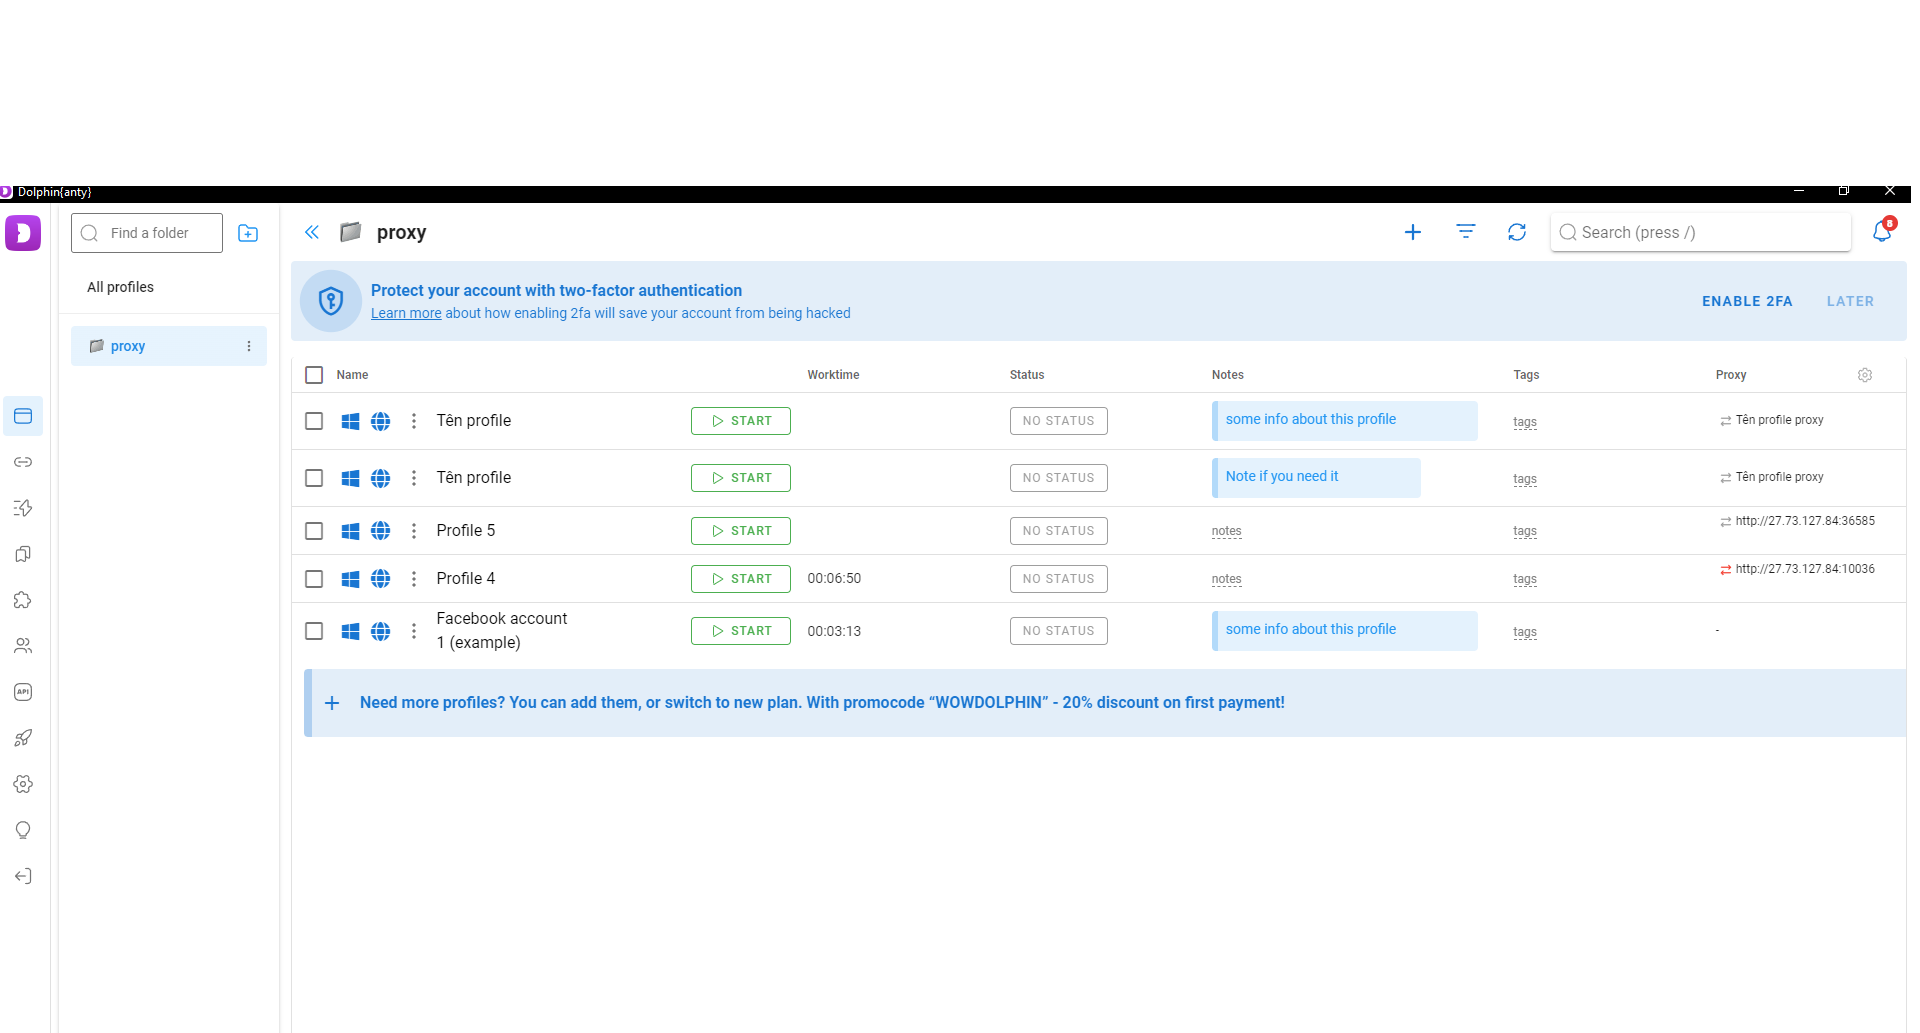 Dolphin{anty}
Find a folder
proxy
Search (press /)
8
All profiles
proxy
Protect your account with two-factor authentication
Learn more about how enabling 2fa will save your account from being hacked
ENABLE 2FA
LATER
Name
Worktime
Status
Notes
Tags
Proxy
Tên profile
START
NO STATUS
some info about this profile
tags
Tên profile proxy
Tên profile
START
NO STATUS
Note if you need it
tags
Tên profile proxy
Profile 5
START
NO STATUS
notes
tags
http://27.73.127.84:36585
Profile 4
START
00:06:50
NO STATUS
notes
tags
http://27.73.127.84:10036
Facebook account
1 (example)
START
00:03:13
NO STATUS
some info about this profile
tags
-
API
Need more profiles? You can add them, or switch to new plan. With promocode “WOWDOLPHIN” - 20% discount on first payment!